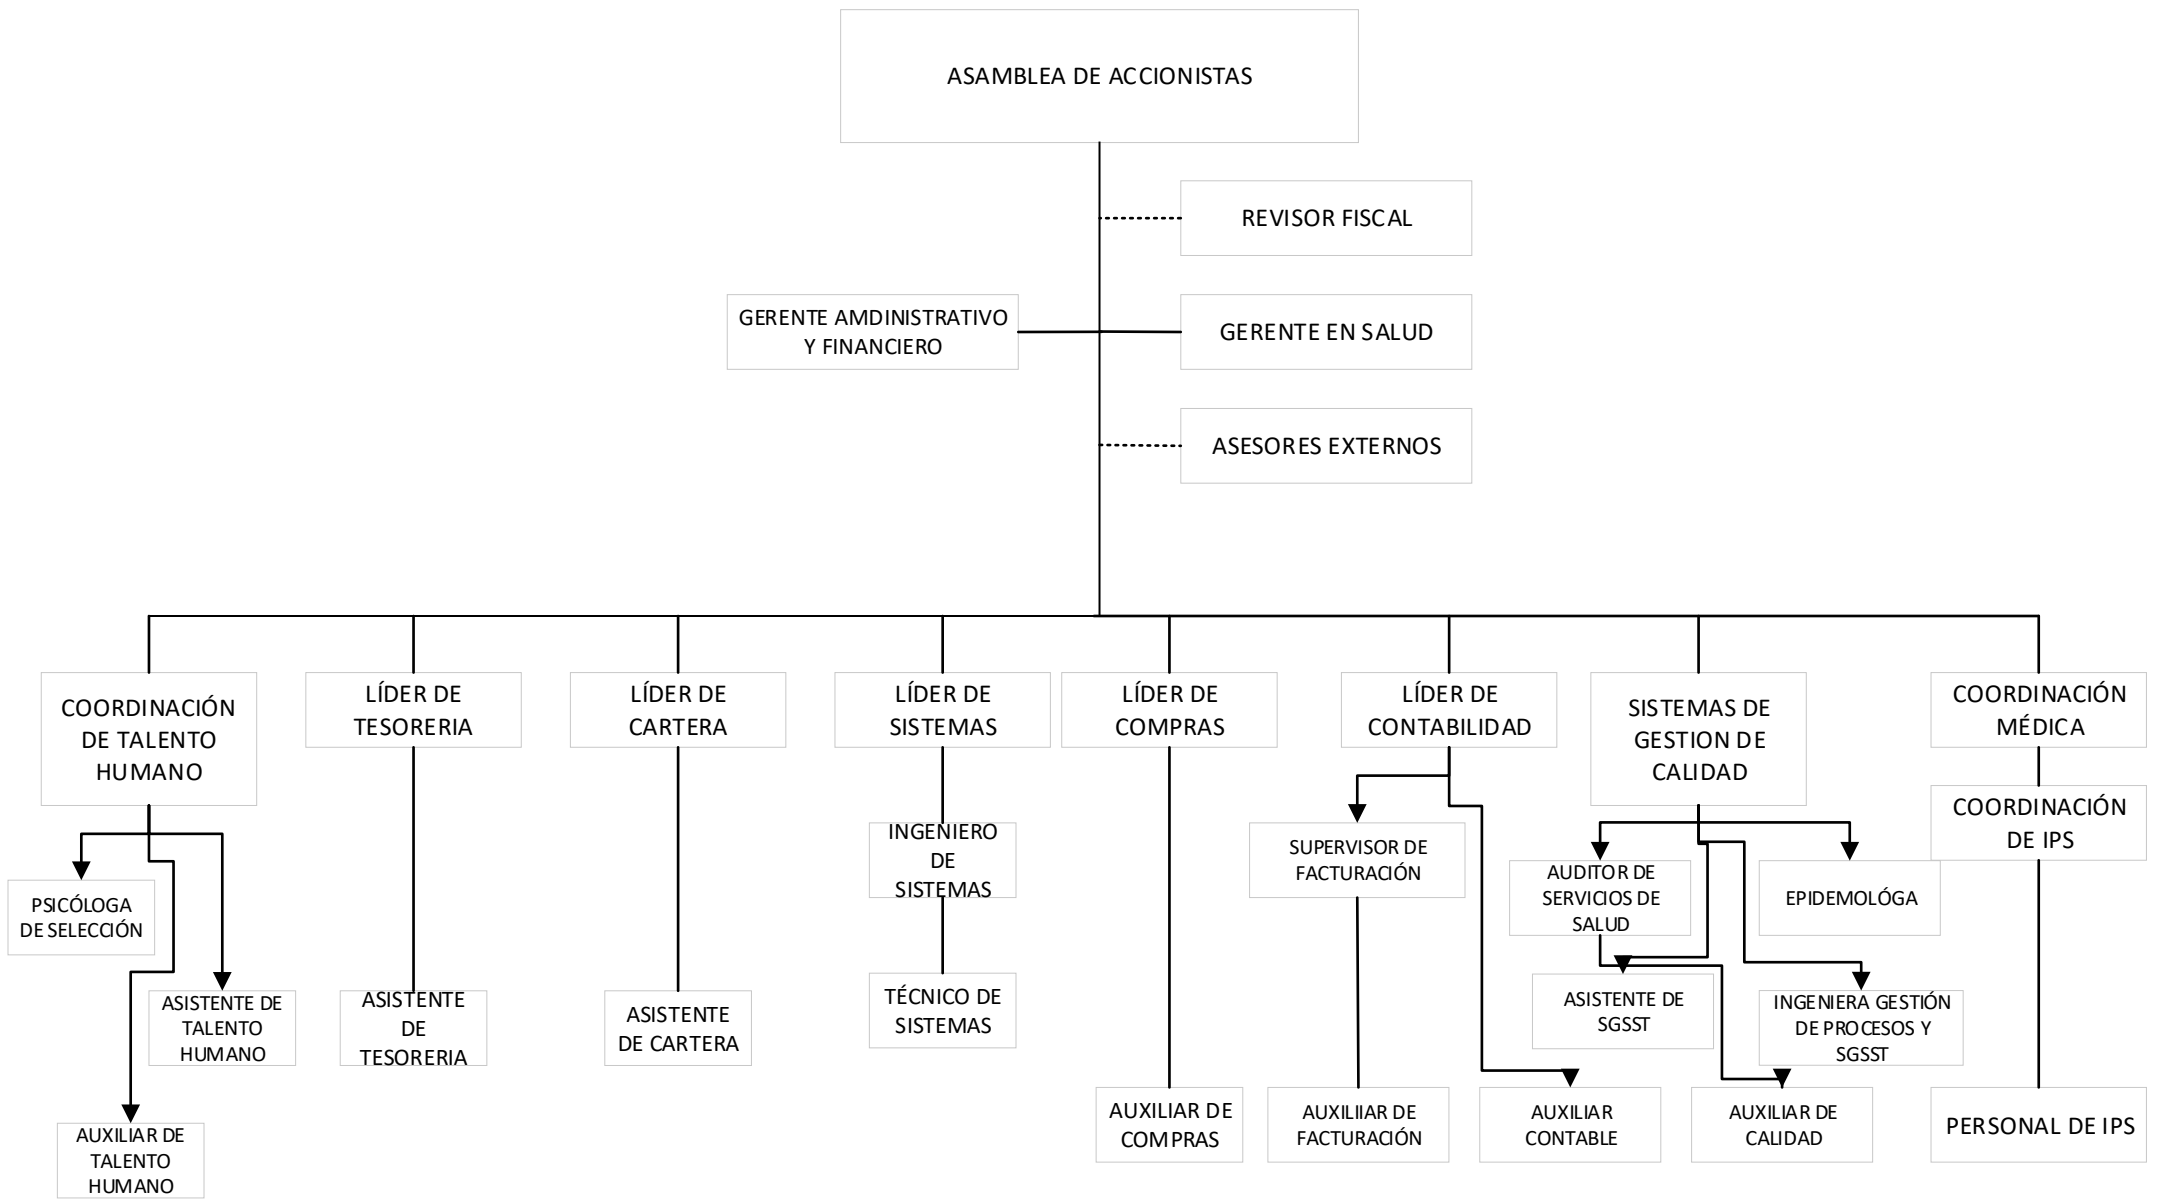 ASAMBLEA DE ACCIONISTAS
REVISOR FISCAL
GERENTE AMDINISTRATIVO
Y FINANCIERO
GERENTE EN SALUD
ASESORES EXTERNOS
COORDINACIÓN
DE TALENTO
HUMANO
LÍDER DE
TESORERIA
LÍDER DE
CARTERA
LÍDER DE
SISTEMAS
LÍDER DE
COMPRAS
LÍDER DE
CONTABILIDAD
SISTEMAS DE
GESTION DE
CALIDAD
COORDINACIÓN
MÉDICA
COORDINACIÓN
DE IPS
INGENIERO
DE
SISTEMAS
SUPERVISOR DE
FACTURACIÓN
AUDITOR DE
SERVICIOS DE
SALUD
EPIDEMOLÓGA
PSICÓLOGA
DE SELECCIÓN
ASISTENTE DE
TALENTO
HUMANO
ASISTENTE
DE
TESORERIA
ASISTENTE
DE CARTERA
TÉCNICO DE
SISTEMAS
ASISTENTE DE
SGSST
INGENIERA GESTIÓN
DE PROCESOS Y
SGSST
AUXILIAR DE
TALENTO
HUMANO
AUXILIAR DE
COMPRAS
AUXILIIAR DE
FACTURACIÓN
AUXILIAR
CONTABLE
AUXILIAR DE
CALIDAD
PERSONAL DE IPS